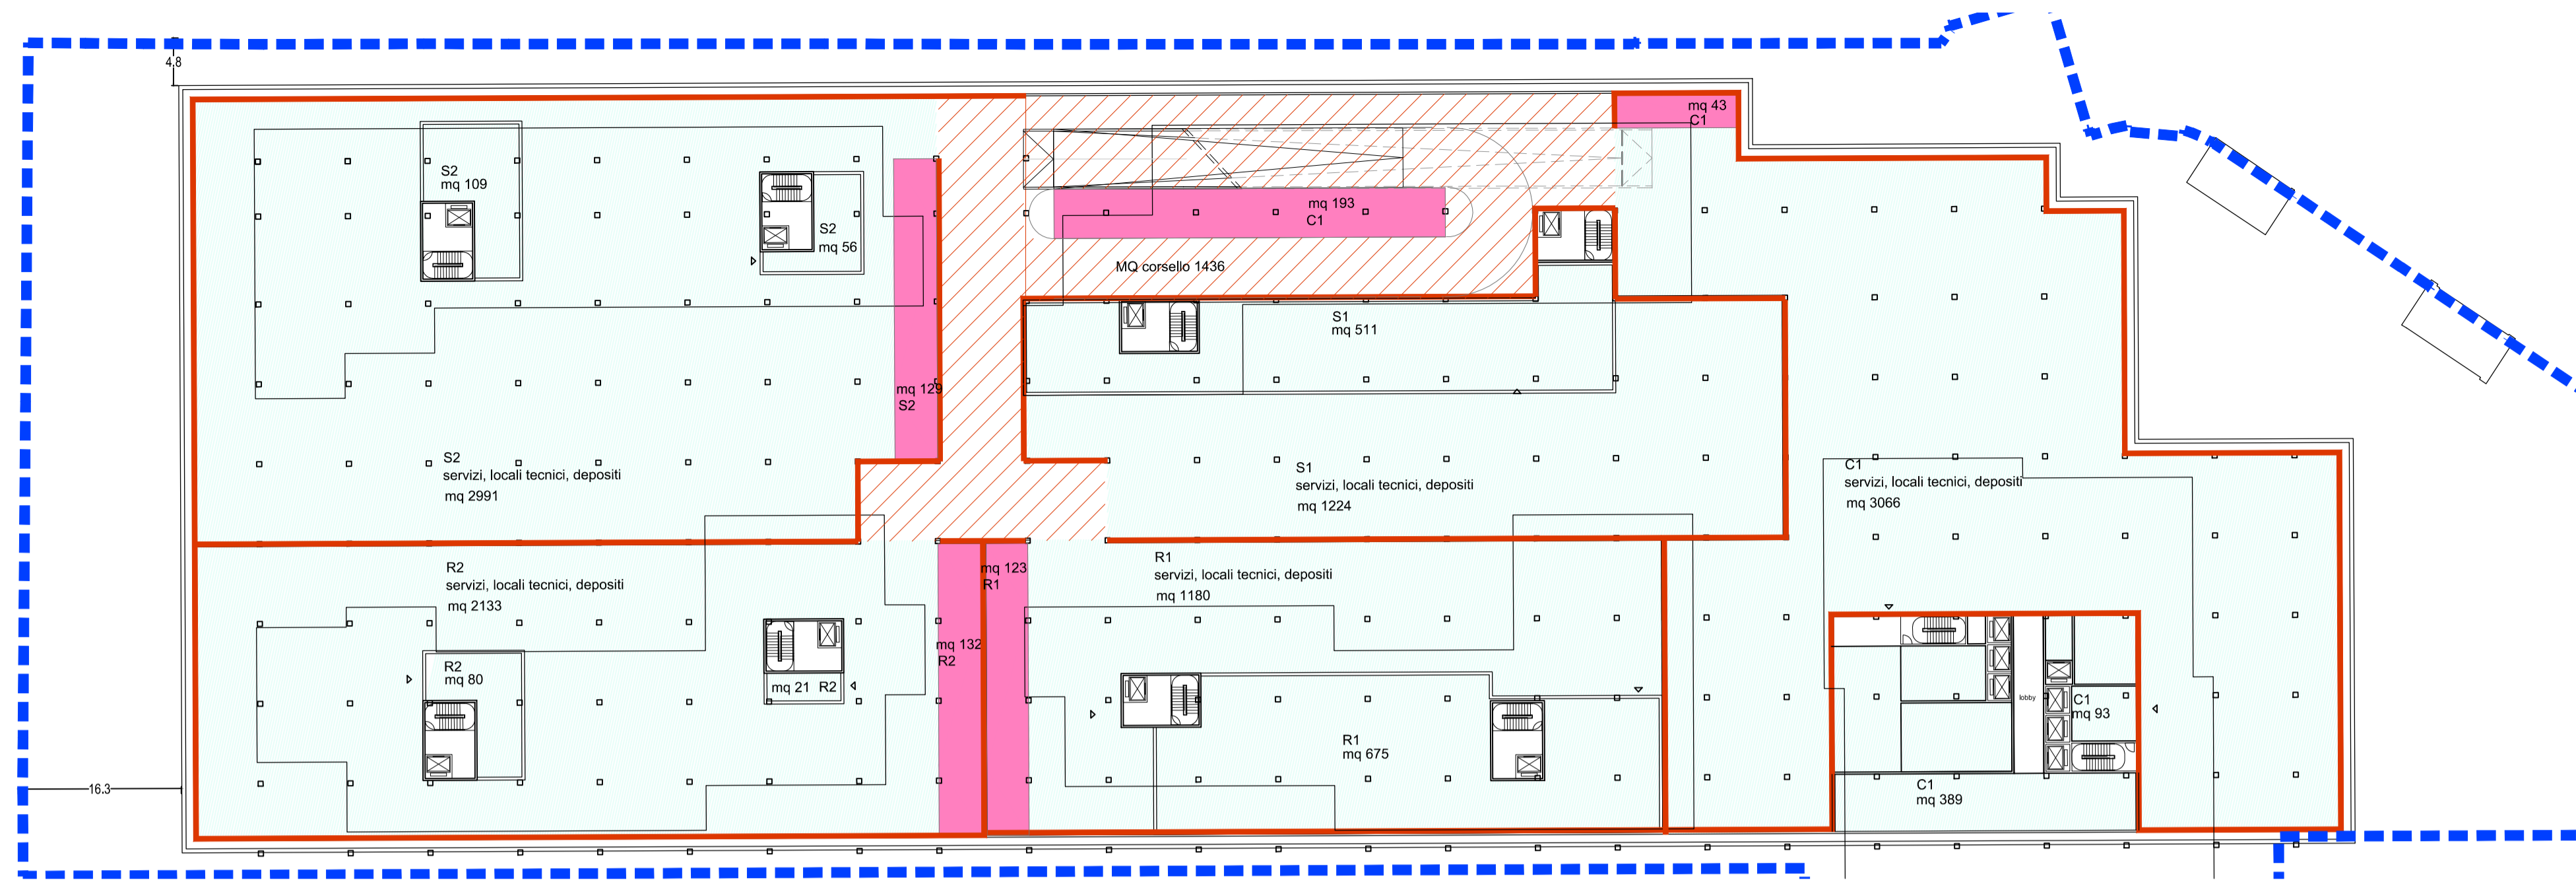 4.8
mq 43
C1
S2
mq 109
mq 193
C1
S2
mq 56
MQ corsello 1436
S1
mq 511
mq 129
S2
S2
servizi, locali tecnici, depositi
mq 2991
S1
servizi, locali tecnici, depositi
mq 1224
C1
servizi, locali tecnici, depositi
mq 3066
R2
servizi, locali tecnici, depositi
mq 2133
mq 123
R1
R1
servizi, locali tecnici, depositi
mq 1180
mq 132
R2
R2
mq 80
mq 21 R2
lobby
C1
mq 93
R1
mq 675
16.3
C1
mq 389